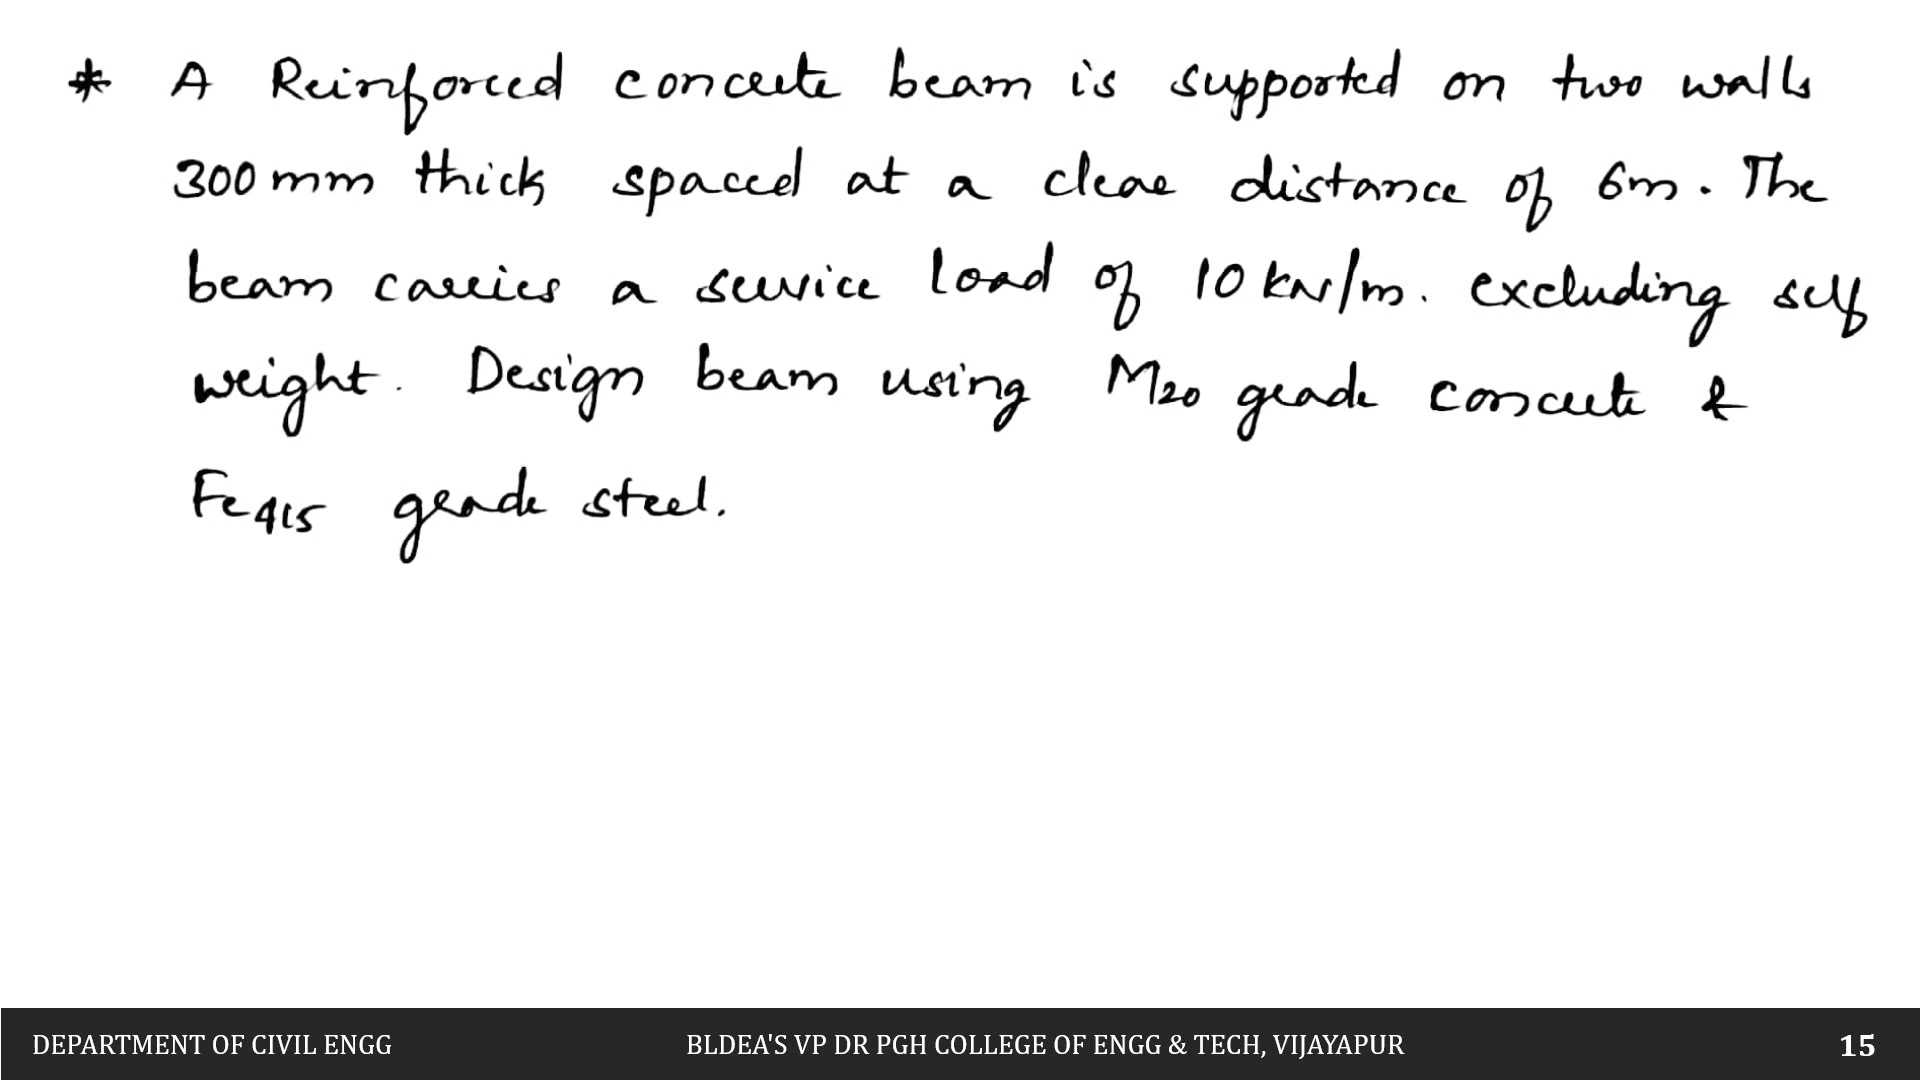 * A Reinforced concrete beam is supported on two walls
300mm thick spaced at a clear distance of 6m. The
beam carries a service load of 10 kN/m. excluding self
weight. Design beam using M20 grade concrete &
Fe415 grade steel.
DEPARTMENT OF CIVIL ENGG BLDEA'S VP DR PGH COLLEGE OF ENGG & TECH, VIJAYAPUR 15